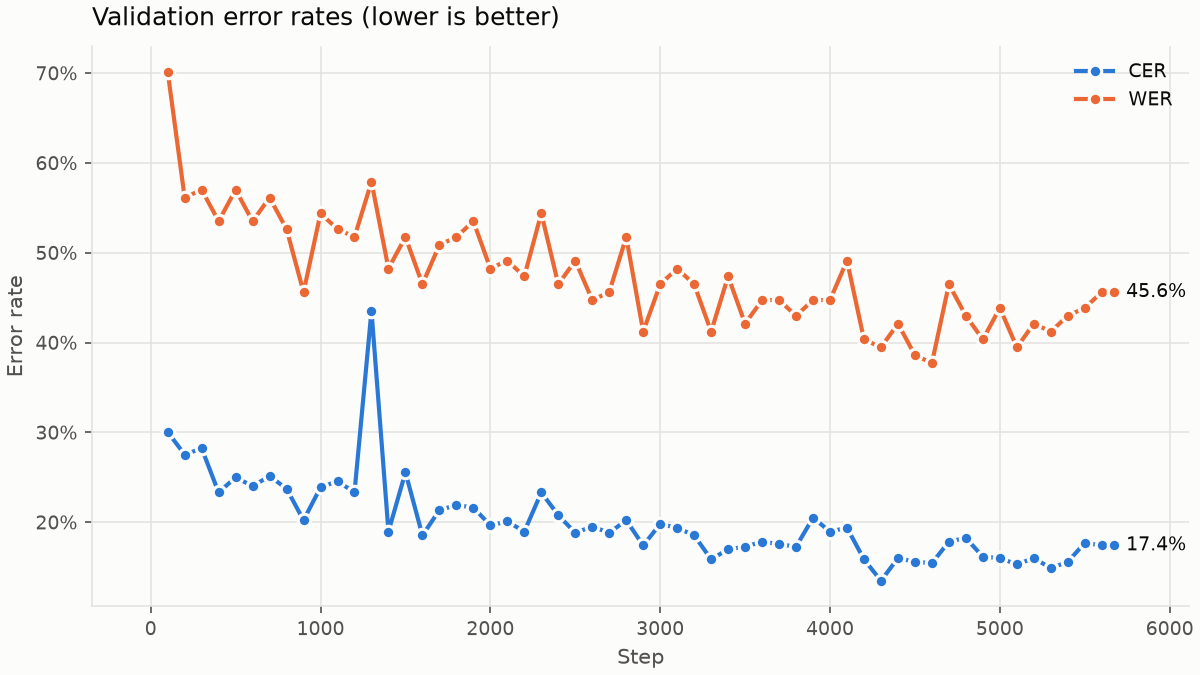 Validation error rates (lower is better)
CER
WER
70%
60%
50%
40%
30%
20%
45.6%
17.4%
Error rate
0 1000 2000 3000 4000 5000 6000
Step